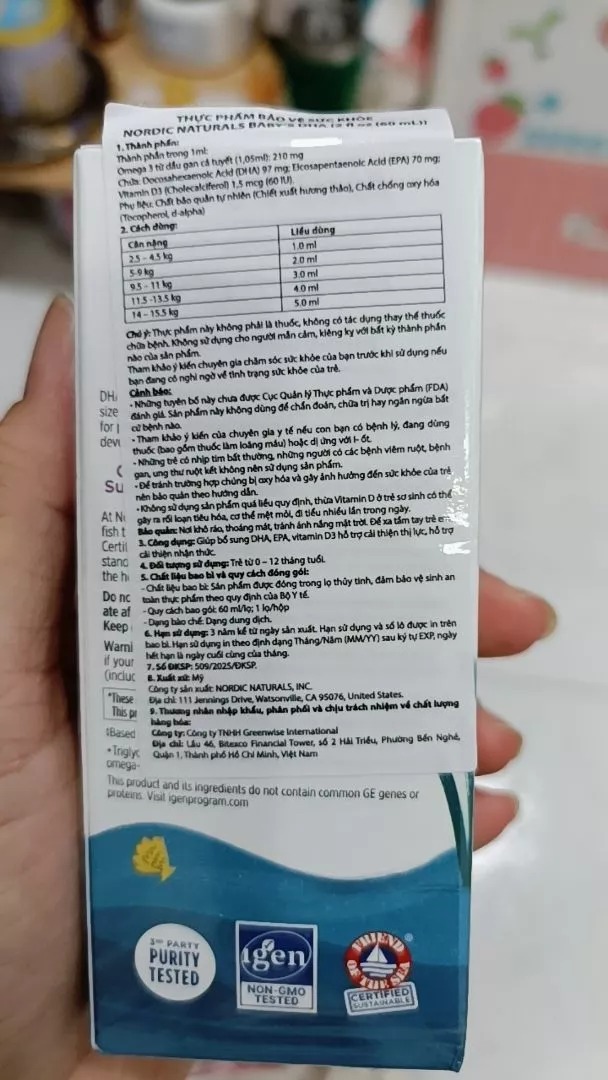 THỰC PHẨM BẢO VỆ SỨC KHỎE
NORDIC NATURALS BABY'S DHA (2 fl oz (60 mL))
1. Thành phần:
Thành phần trong 1ml:
Omega 3 từ dầu gan cá tuyết (1,05ml): 210 mg
Chứa: Docosahexaenoic Acid (DHA) 97 mg; Eicosapentaenoic Acid (EPA) 70 mg;
Vitamin D3 (Cholecalciferol) 1,5 mcg (60 IU).
Phụ liệu: Chất bảo quản tự nhiên (Chiết xuất hương thảo), Chất chống oxy hóa
(Tocopherol, d-alpha)
2. Cách dùng:
Cân nặng Liều dùng
2.5 - 4.5 kg 1.0 ml
5-9 kg 2.0 ml
9.5 - 11 kg 3.0 ml
11.5 -13.5 kg 4.0 ml
14 - 15.5 kg 5.0 ml
Chú ý: Thực phẩm này không phải là thuốc, không có tác dụng thay thế thuốc
chữa bệnh. Không sử dụng cho người mẫn cảm, kiêng kỵ với bất kỳ thành phần
nào của sản phẩm.
Tham khảo ý kiến chuyên gia chăm sóc sức khỏe của bạn trước khi sử dụng nếu
bạn đang có nghi ngờ về tình trạng sức khỏe của trẻ.
Cảnh báo:
- Những tuyên bố này chưa được Cục Quản lý Thực phẩm và Dược phẩm (FDA)
đánh giá. Sản phẩm này không dùng để chẩn đoán, chữa trị hay ngăn ngừa bất
cứ bệnh nào.
- Tham khảo ý kiến của chuyên gia y tế nếu con bạn có bệnh lý, đang dùng
thuốc (bao gồm thuốc làm loãng máu) hoặc dị ứng với I- ốt.
- Những trẻ có nhịp tim bất thường, những người có các bệnh viêm ruột, bệnh
gan, ung thư ruột kết không nên sử dụng sản phẩm.
- Để tránh trường hợp chúng bị oxy hóa và gây ảnh hưởng đến sức khỏe của trẻ
nên bảo quản theo hướng dẫn.
- Không sử dụng sản phẩm quá liều quy định, thừa Vitamin D ở trẻ sơ sinh có thể
gây ra rối loạn tiêu hóa, cơ thể mệt mỏi, đi tiểu nhiều lần trong ngày.
Bảo quản: Nơi khô ráo, thoáng mát, tránh ánh nắng mặt trời. Để xa tầm tay trẻ em.
3. Công dụng: Giúp bổ sung DHA, EPA, vitamin D3 hỗ trợ cải thiện thị lực, hỗ trợ
cải thiện nhận thức.
4. Đối tượng sử dụng: Trẻ từ 0 - 12 tháng tuổi.
5. Chất liệu bao bì và quy cách đóng gói:
- Chất liệu bao bì: Sản phẩm được đóng trong lọ thủy tinh, đảm bảo vệ sinh an
toàn thực phẩm theo quy định của Bộ Y tế.
- Quy cách bao gói: 60 ml/lọ; 1 lọ/hộp
- Dạng bào chế: Dạng dung dịch.
6. Hạn sử dụng: 3 năm kể từ ngày sản xuất. Hạn sử dụng và số lô được in trên
bao bì. Hạn sử dụng in theo định dạng Tháng/Năm (MM/YY) sau ký tự EXP, ngày
hết hạn là ngày cuối cùng của tháng.
7. Số ĐKSP: 509/2025/ĐKSP.
8. Xuất xứ: Mỹ
Công ty sản xuất: NORDIC NATURALS, INC.
Địa chỉ: 111 Jennings Drive, Watsonville, CA 95076, United States.
9. Thương nhân nhập khẩu, phân phối và chịu trách nhiệm về chất lượng
hàng hóa:
Công ty: Công ty TNHH Greenwise International
Địa chỉ: Lầu 46, Bitexco Financial Tower, số 2 Hải Triều, Phường Bến Nghé,
Quận 1, Thành phố Hồ Chí Minh, Việt Nam
size
for
Su
fish
Do no
ate af
Keep
Warni
if your
(includ
*These
This pr
‡Based
omega-
This product and its ingredients do not contain common GE genes or
proteins. Visit igenprogram.com
3RD PARTY
PURITY
TESTED
igen
NON-GMO
TESTED
FRIEND
OF THE SEA
CERTIFIED
SUSTAINABLE